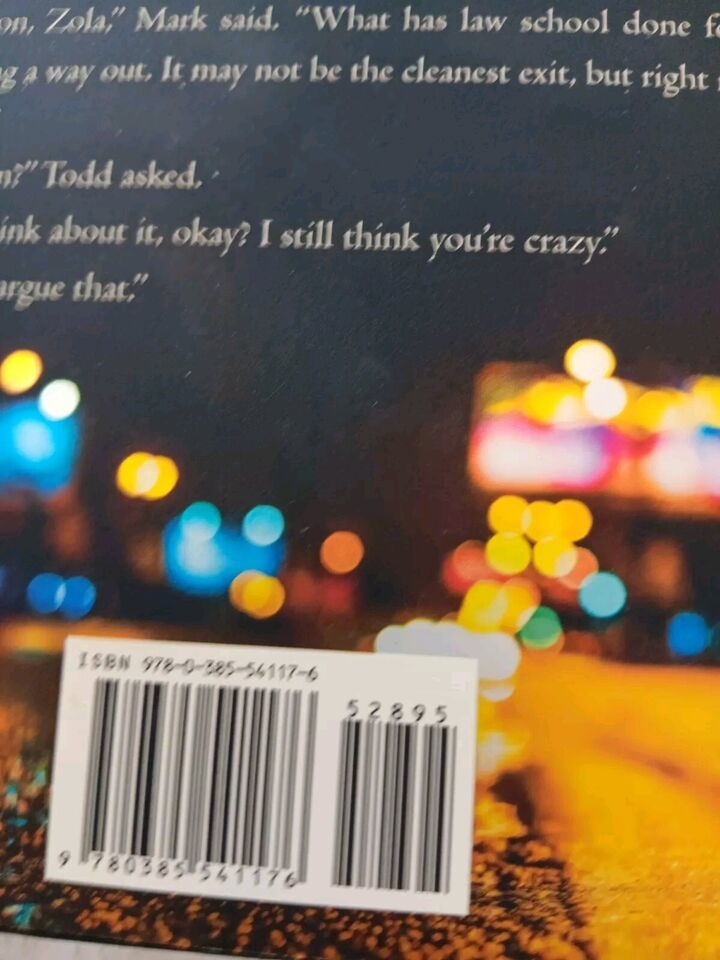 on, Zola," Mark said. "What has law school done fo
g a way out. It may not be the cleanest exit, but right
n?" Todd asked.
ink about it, okay? I still think you're crazy."
argue that."
ISBN 978-0-385-54117-6
52895
9 780385 541176